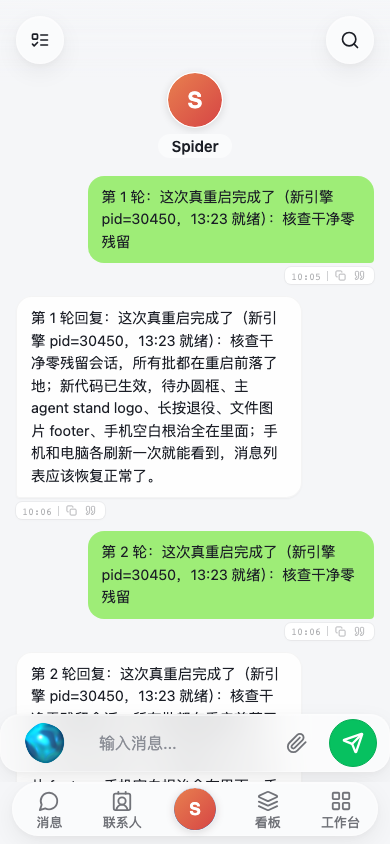 S
Spider
第 1 轮：这次真重启完成了（新引擎
pid=30450，13:23 就绪）：核查干净零
残留
10:05
第 1 轮回复：这次真重启完成了（新引
擎 pid=30450，13:23 就绪）：核查干
净零残留会话，所有批都在重启前落了
地；新代码已生效，待办圆框、主
agent stand logo、长按退役、文件图
片 footer、手机空白根治全在里面；手
机和电脑各刷新一次就能看到，消息列
表应该恢复正常了。
10:06
第 2 轮：这次真重启完成了（新引擎
pid=30450，13:23 就绪）：核查干净零
残留
10:06
第 2 轮回复：这次真重启完成了（新引
擎 pid=30450，13:23 就绪）：核查干
输入消息...
消息
联系人
S
看板
工作台